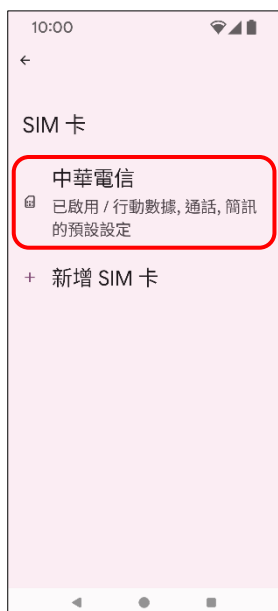 10:00
SIM 卡
中華電信
已啟用 / 行動數據, 通話, 簡訊
的預設設定
+ 新增 SIM 卡